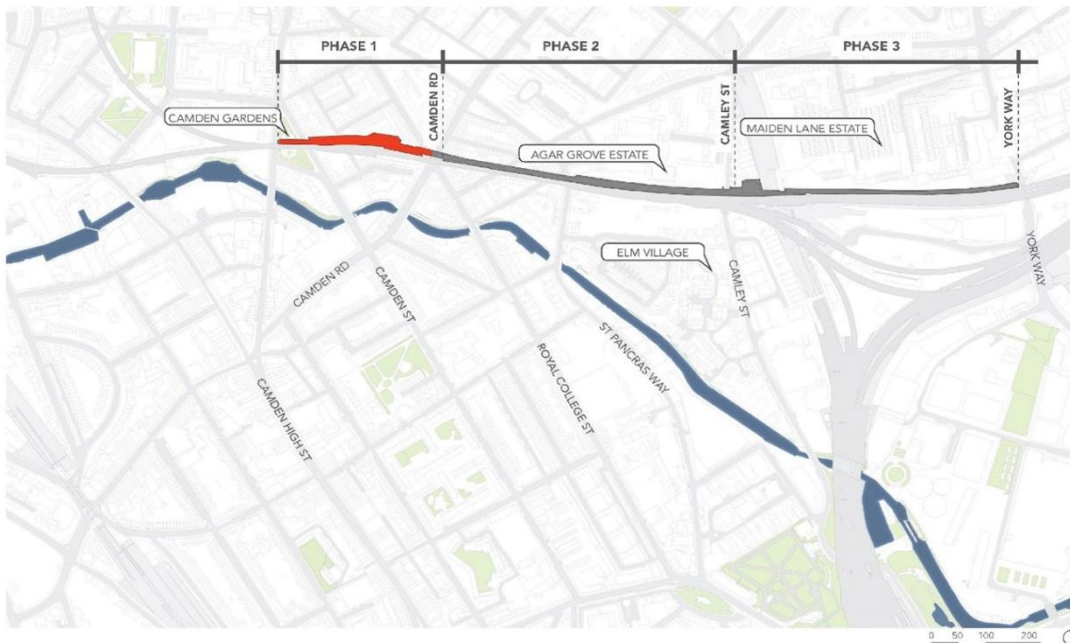 PHASE 1
PHASE 2
PHASE 3
CAMDEN GARDENS
CAMDEN RD
AGAR GROVE ESTATE
CAMLEY ST
MAIDEN LANE ESTATE
YORK WAY
ELM VILLAGE
CAMLEY ST
YORK WAY
CAMDEN RD
CAMDEN ST
ST PANCRAS WAY
ROYAL COLLEGE ST
CAMDEN HIGH ST
0 50 100 200